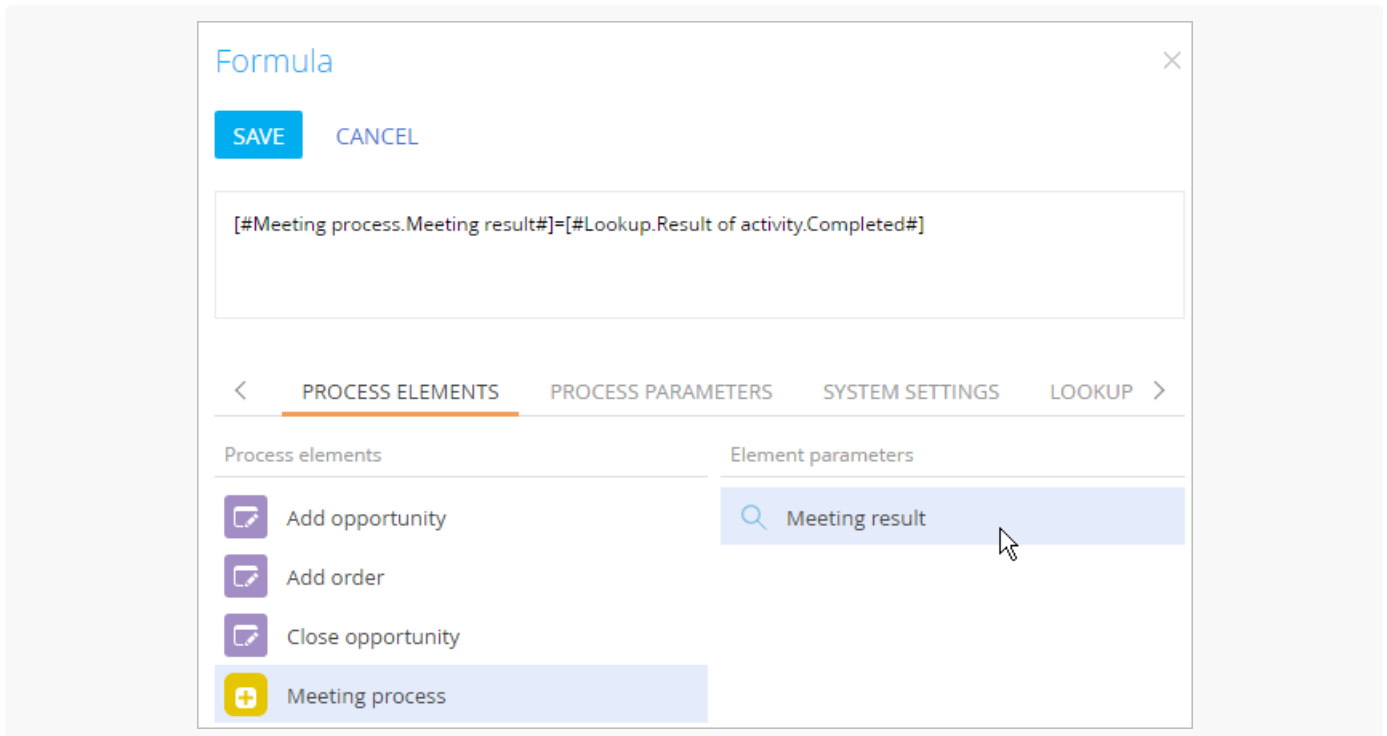 Formula
SAVE CANCEL
[#Meeting process.Meeting result#]=[#Lookup.Result of activity.Completed#]
PROCESS ELEMENTS PROCESS PARAMETERS SYSTEM SETTINGS LOOKUP
Process elements Element parameters
Add opportunity Meeting result
Add order
Close opportunity
Meeting process